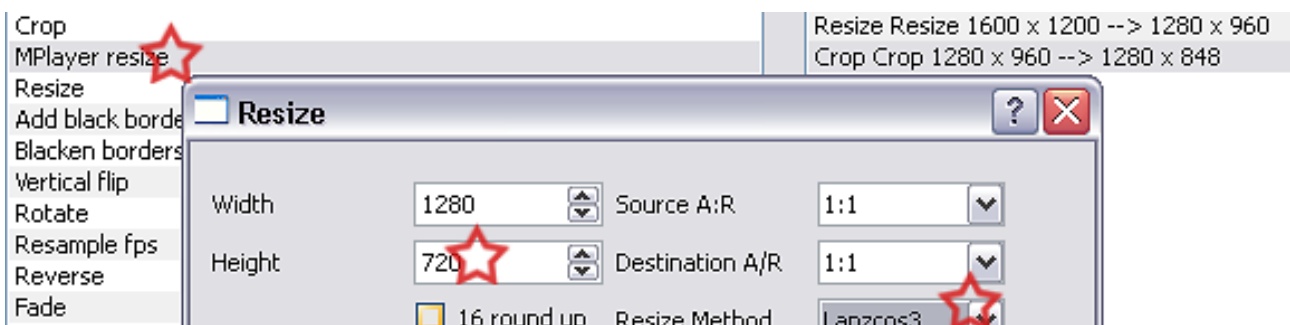 Crop
MPlayer resize
Resize
Add black borde
Blacken borders
Vertical flip
Rotate
Resample fps
Reverse
Fade
Resize Resize 1600 x 1200 --> 1280 x 960
Crop Crop 1280 x 960 --> 1280 x 848
Resize
?
Width 1280 Source A:R 1:1
Height 720 Destination A/R 1:1
16 round up Resize Method Lanzcos3